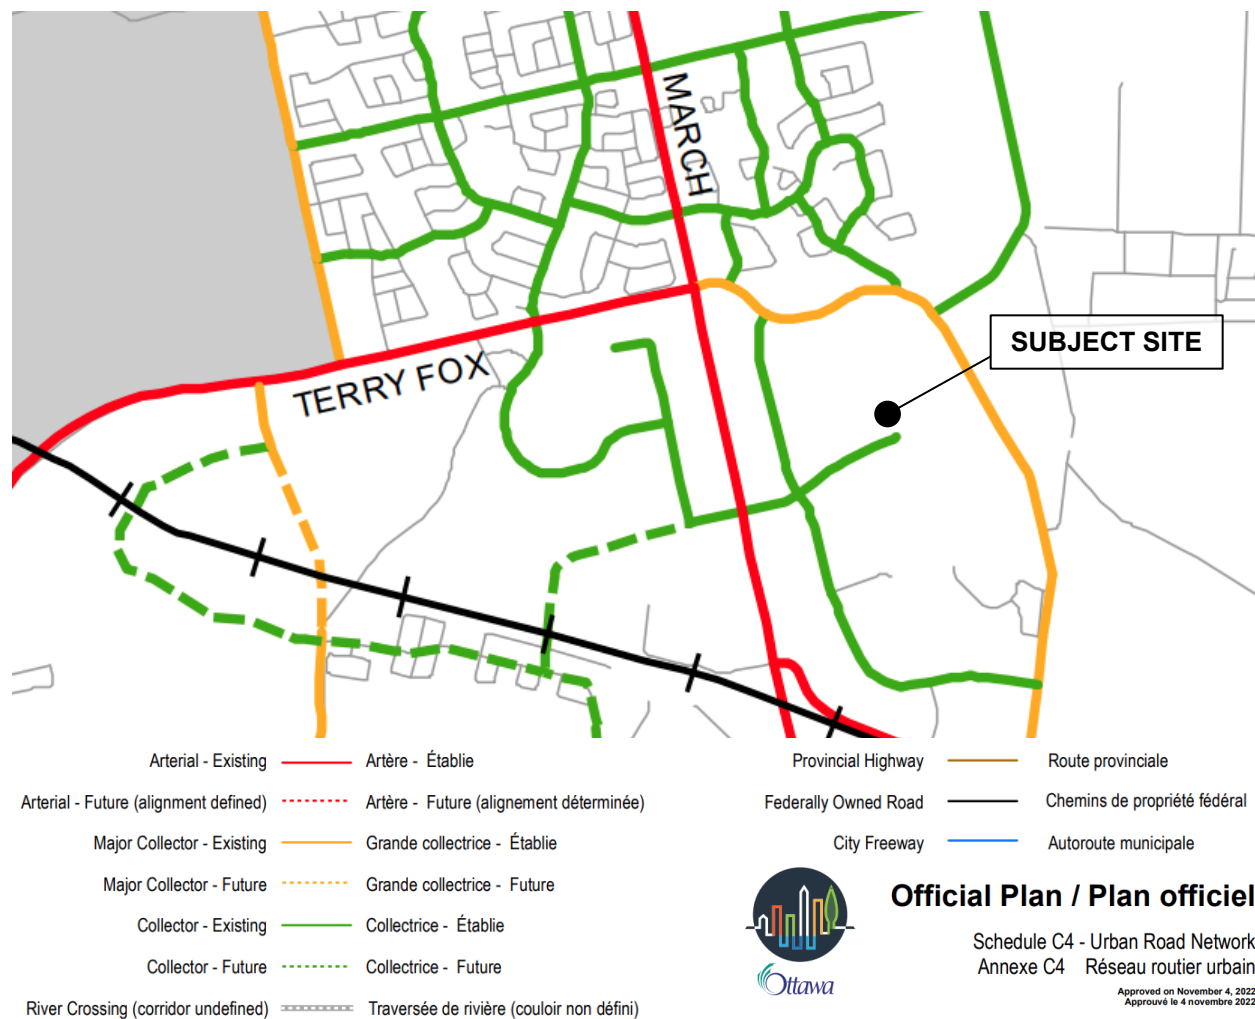 MARCH
SUBJECT SITE
TERRY FOX
Arterial - Existing Artère - Établie
Arterial - Future (alignment defined) Artère - Future (alignement déterminée)
Major Collector - Existing Grande collectrice - Établie
Major Collector - Future Grande collectrice - Future
Collector - Existing Collectrice - Établie
Collector - Future Collectrice - Future
River Crossing (corridor undefined) Traversée de rivière (couloir non défini)
Provincial Highway Route provinciale
Federally Owned Road Chemins de propriété fédéral
City Freeway Autoroute municipale
Ottawa
Official Plan / Plan officiel
Schedule C4 - Urban Road Network
Annexe C4 Réseau routier urbain
Approved on November 4, 2022
Approuvé le 4 novembre 2022